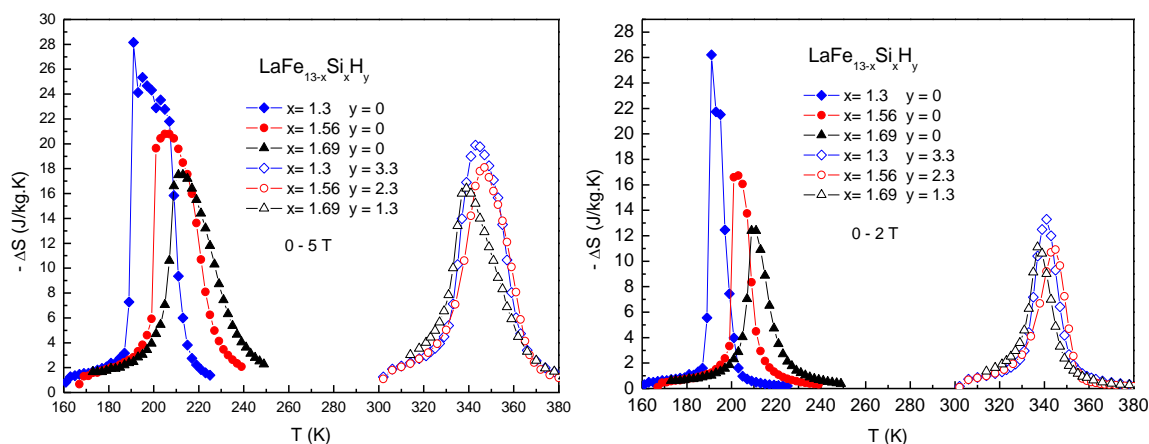 30
28
26
24
22
20
18
16
14
12
10
8
6
4
2
0
- ΔS (J/kg.K)
LaFe13-xSixHy
x= 1.3 y = 0
x= 1.56 y = 0
x= 1.69 y = 0
x= 1.3 y = 3.3
x= 1.56 y = 2.3
x= 1.69 y = 1.3
0 - 5 T
160 180 200 220 240 300 320 340 360 380
T (K)
28
26
24
22
20
18
16
14
12
10
8
6
4
2
0
- ΔS (J/kg.K)
LaFe13-xSixHy
x= 1.3 y = 0
x= 1.56 y = 0
x= 1.69 y = 0
x= 1.3 y = 3.3
x= 1.56 y = 2.3
x= 1.69 y = 1.3
0 - 2 T
160 180 200 220 240 300 320 340 360 380
T (K)